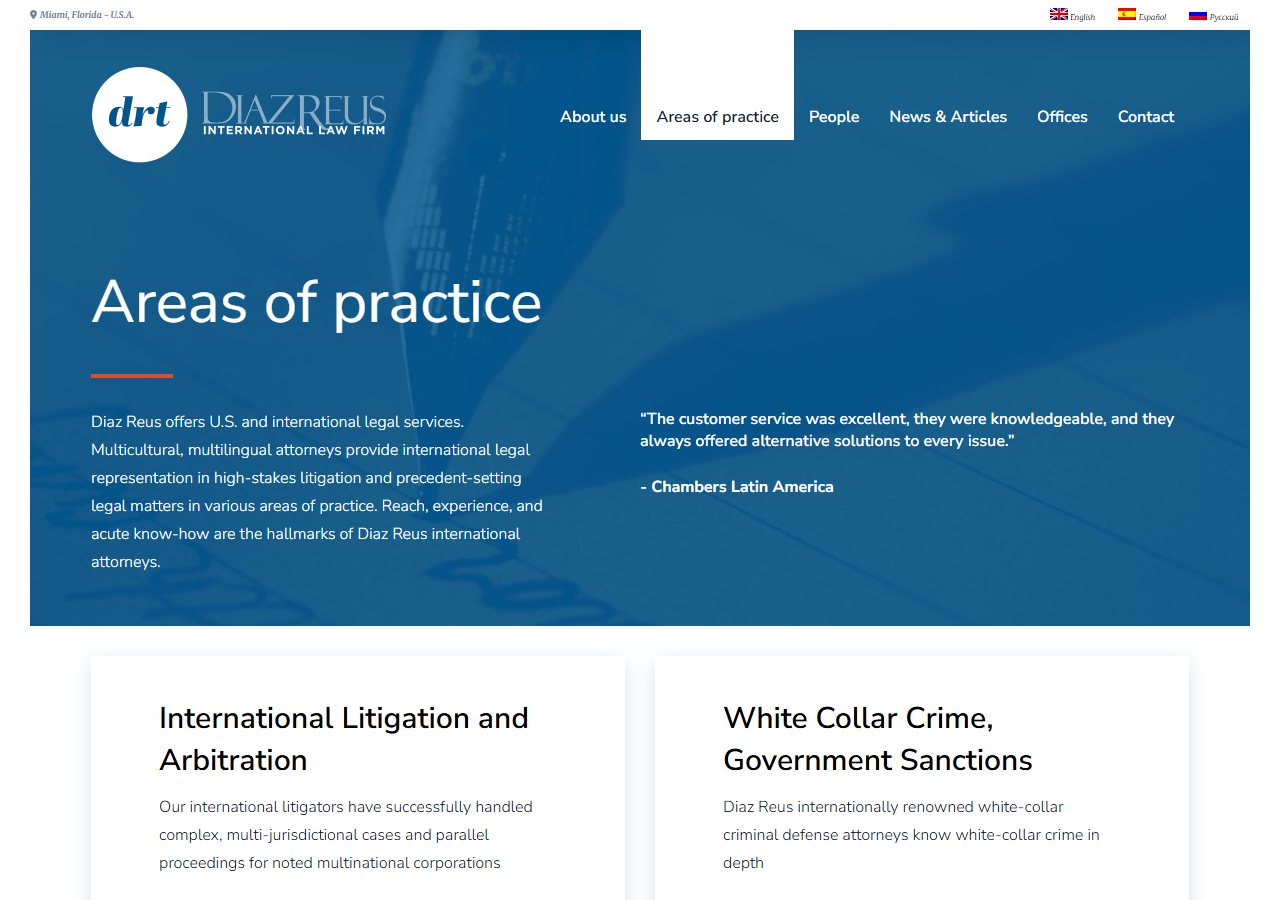 Miami, Florida - U.S.A.
English
Español
Русский
drt
DIAZREUS
INTERNATIONAL LAW FIRM
About us
Areas of practice
People
News & Articles
Offices
Contact
Areas of practice
Diaz Reus offers U.S. and international legal services.
Multicultural, multilingual attorneys provide international legal
representation in high-stakes litigation and precedent-setting
legal matters in various areas of practice. Reach, experience, and
acute know-how are the hallmarks of Diaz Reus international
attorneys.
“The customer service was excellent, they were knowledgeable, and they
always offered alternative solutions to every issue.”
- Chambers Latin America
International Litigation and
Arbitration
Our international litigators have successfully handled
complex, multi-jurisdictional cases and parallel
proceedings for noted multinational corporations
White Collar Crime,
Government Sanctions
Diaz Reus internationally renowned white-collar
criminal defense attorneys know white-collar crime in
depth